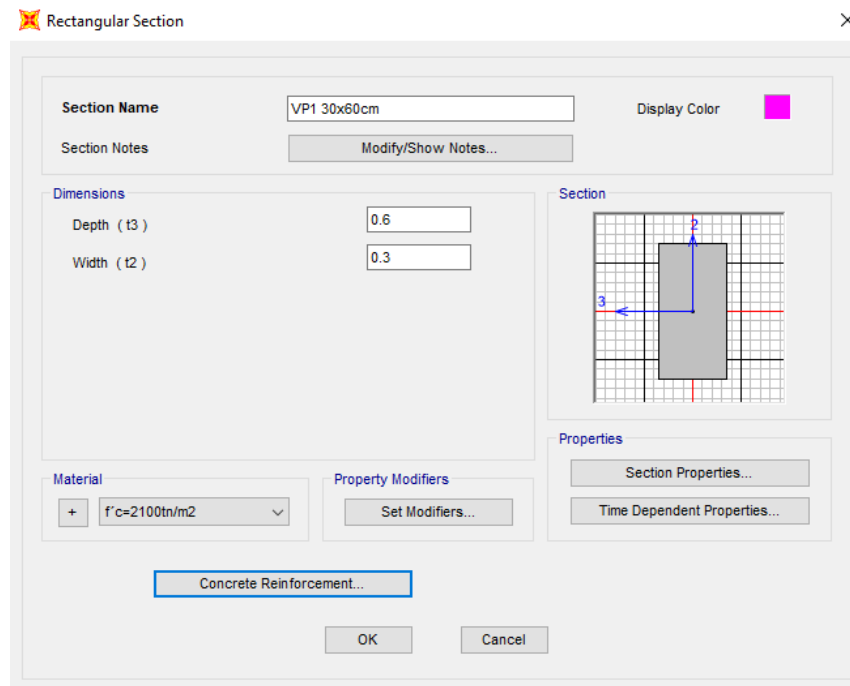 Rectangular Section
Section Name
VP1 30x60cm
Display Color
Section Notes
Modify/Show Notes...
Dimensions
Depth ( t3 )
0.6
Width ( t2 )
0.3
Section
2
3
Properties
Section Properties...
Time Dependent Properties...
Material
+
f´c=2100tn/m2
Property Modifiers
Set Modifiers...
Concrete Reinforcement...
OK
Cancel